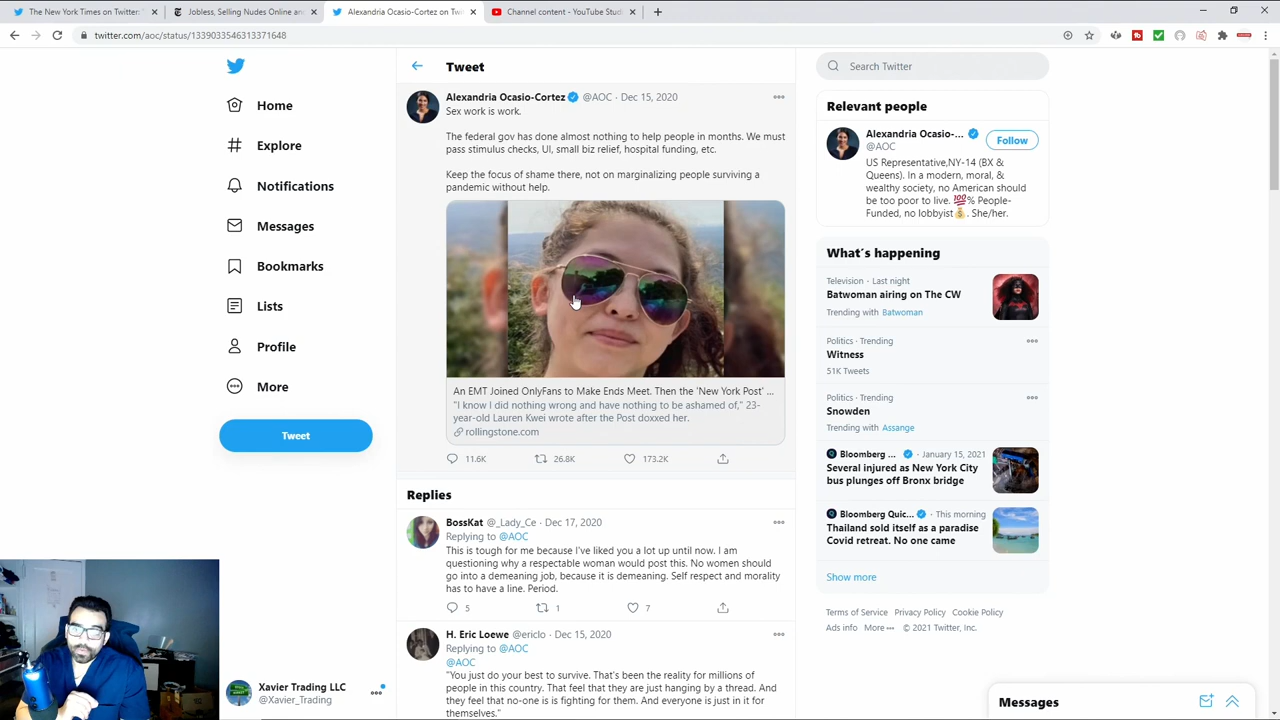 The New York Times on Twitter: '
Jobless, Selling Nudes Online and
Alexandria Ocasio-Cortez on Twit
Channel content - YouTube Studi
twitter.com/aoc/status/1339033546313371648
Home
Explore
Notifications
Messages
Bookmarks
Lists
Profile
More
Tweet
Xavier Trading LLC
@Xavier_Trading
Tweet
Alexandria Ocasio-Cortez @AOC · Dec 15, 2020
Sex work is work.
The federal gov has done almost nothing to help people in months. We must
pass stimulus checks, UI, small biz relief, hospital funding, etc.
Keep the focus of shame there, not on marginalizing people surviving a
pandemic without help.
An EMT Joined OnlyFans to Make Ends Meet. Then the 'New York Post' ...
"I know I did nothing wrong and have nothing to be ashamed of," 23-
year-old Lauren Kwei wrote after the Post doxxed her.
rollingstone.com
11.6K 26.8K 173.2K
Replies
BossKat @_Lady_Ce · Dec 17, 2020
Replying to @AOC
This is tough for me because I've liked you a lot up until now. I am
questioning why a respectable woman would post this. No women should
go into a demeaning job, because it is demeaning. Self respect and morality
has to have a line. Period.
5 1 7
H. Eric Loewe @ericlo · Dec 15, 2020
Replying to @AOC
@AOC
"You just do your best to survive. That's been the reality for millions of
people in this country. That feel that they are just hanging by a thread. And
they feel that no-one is is fighting for them. And everyone is just in it for
themselves."
Search Twitter
Relevant people
Alexandria Ocasio-...
@AOC
Follow
US Representative,NY-14 (BX &
Queens). In a modern, moral, &
wealthy society, no American should
be too poor to live. 💯% People-
Funded, no lobbyist💰. She/her.
What's happening
Television · Last night
Batwoman airing on The CW
Trending with Batwoman
Politics · Trending
Witness
51K Tweets
Politics · Trending
Snowden
Trending with Assange
Bloomberg ... · January 15, 2021
Several injured as New York City
bus plunges off Bronx bridge
Bloomberg Quic... · This morning
Thailand sold itself as a paradise
Covid retreat. No one came
Show more
Terms of Service Privacy Policy Cookie Policy
Ads info More © 2021 Twitter, Inc.
Messages